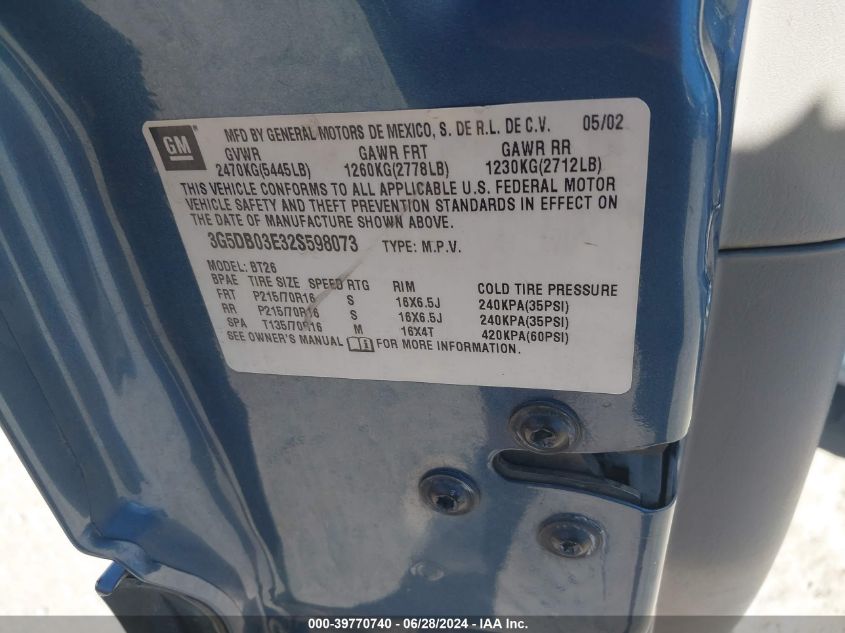 GM
MFD BY GENERAL MOTORS DE MEXICO, S. DE R.L. DE C.V. 05/02
GVWR GAWR FRT GAWR RR
2470KG(5445LB) 1260KG(2778LB) 1230KG(2712LB)
THIS VEHICLE CONFORMS TO ALL APPLICABLE U.S. FEDERAL MOTOR
VEHICLE SAFETY AND THEFT PREVENTION STANDARDS IN EFFECT ON
THE DATE OF MANUFACTURE SHOWN ABOVE.
3G5DB03E32S598073 TYPE: M.P.V.
MODEL: BT26
BPAE TIRE SIZE SPEED RTG RIM COLD TIRE PRESSURE
FRT P215/70R16 S 16X6.5J 240KPA(35PSI)
RR P215/70R16 S 16X6.5J 240KPA(35PSI)
SPA T135/70R16 M 16X4T 420KPA(60PSI)
SEE OWNER'S MANUAL FOR MORE INFORMATION.
000-39770740 / 06/28/2024 - IAA Inc.